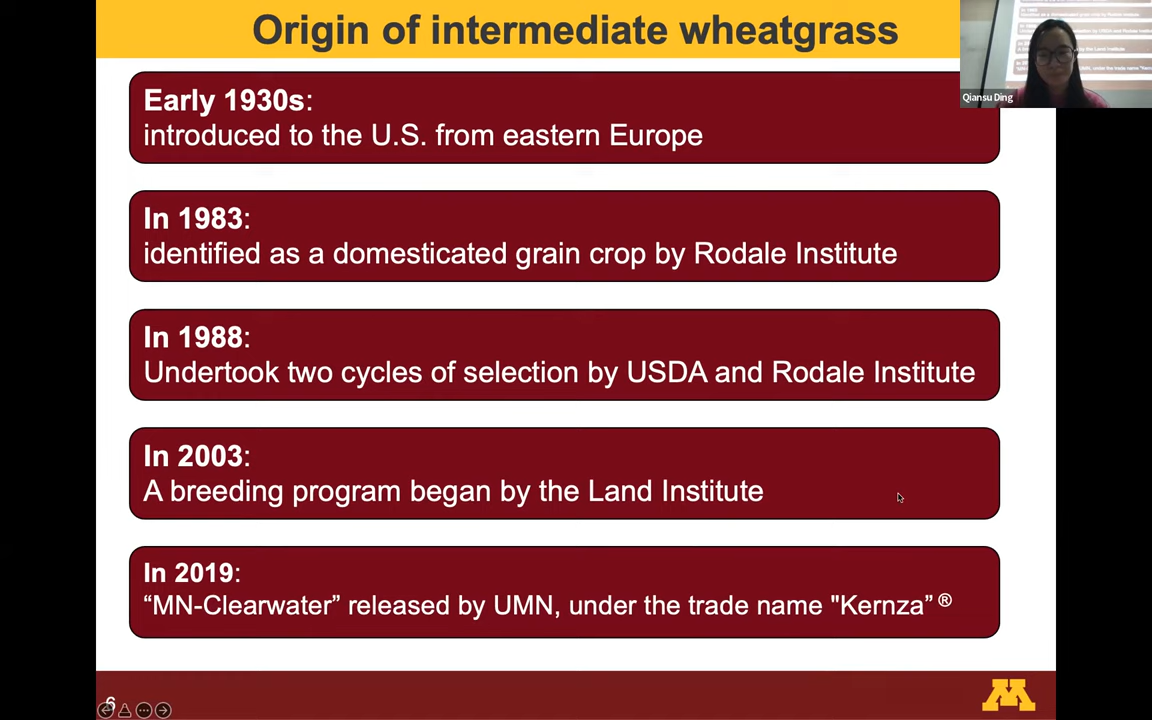 Origin of intermediate wheatgrass
Early 1930s:
introduced to the U.S. from eastern Europe
In 1983:
identified as a domesticated grain crop by Rodale Institute
In 1988:
Undertook two cycles of selection by USDA and Rodale Institute
In 2003:
A breeding program began by the Land Institute
In 2019:
“MN-Clearwater” released by UMN, under the trade name "Kernza” ®
Qiansu Ding
6
M